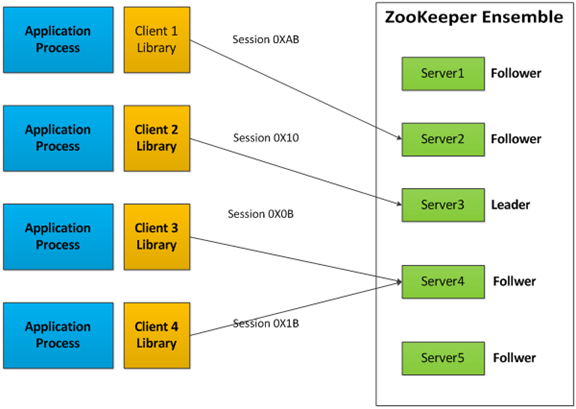 ZooKeeper Ensemble
Application
Process
Client 1
Library
Session 0XAB
Server1 Follower
Server2 Follower
Application
Process
Client 2
Library
Session 0X10
Server3 Leader
Application
Process
Client 3
Library
Session 0X0B
Server4 Follwer
Application
Process
Client 4
Library
Session 0X1B
Server5 Follwer